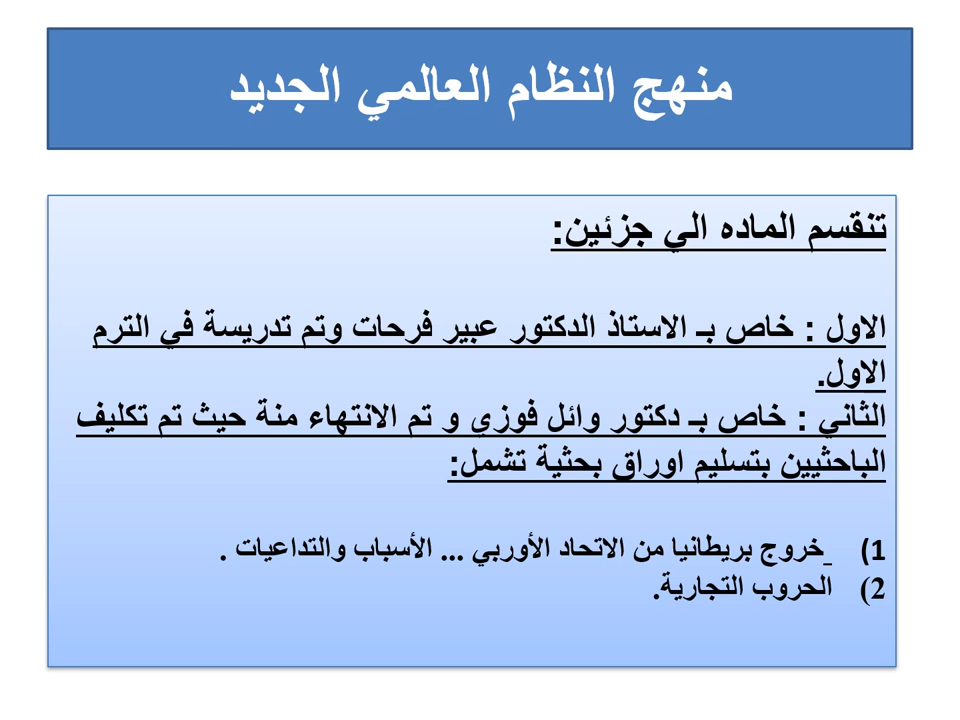 منهج النظام العالمي الجديد
تنقسم الماده الي جزئين:
الاول : خاص بـ الاستاذ الدكتور عبير فرحات وتم تدريسة في الترم
الاول.
الثاني : خاص بـ دكتور وائل فوزي و تم الانتهاء منة حيث تم تكليف
الباحثيين بتسليم اوراق بحثية تشمل:
1) خروج بريطانيا من الاتحاد الأوربي ... الأسباب والتداعيات .
2) الحروب التجارية.